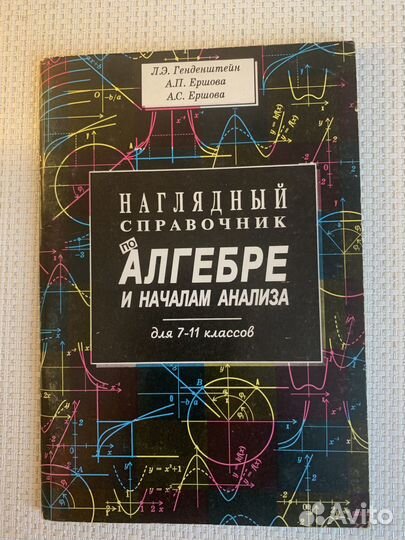 Л.Э. Генденштейн
А.П. Ершова
А.С. Ершова
НАГЛЯДНЫЙ
СПРАВОЧНИК
по
АЛГЕБРЕ
И НАЧАЛАМ АНАЛИЗА
для 7-11 классов
Avito